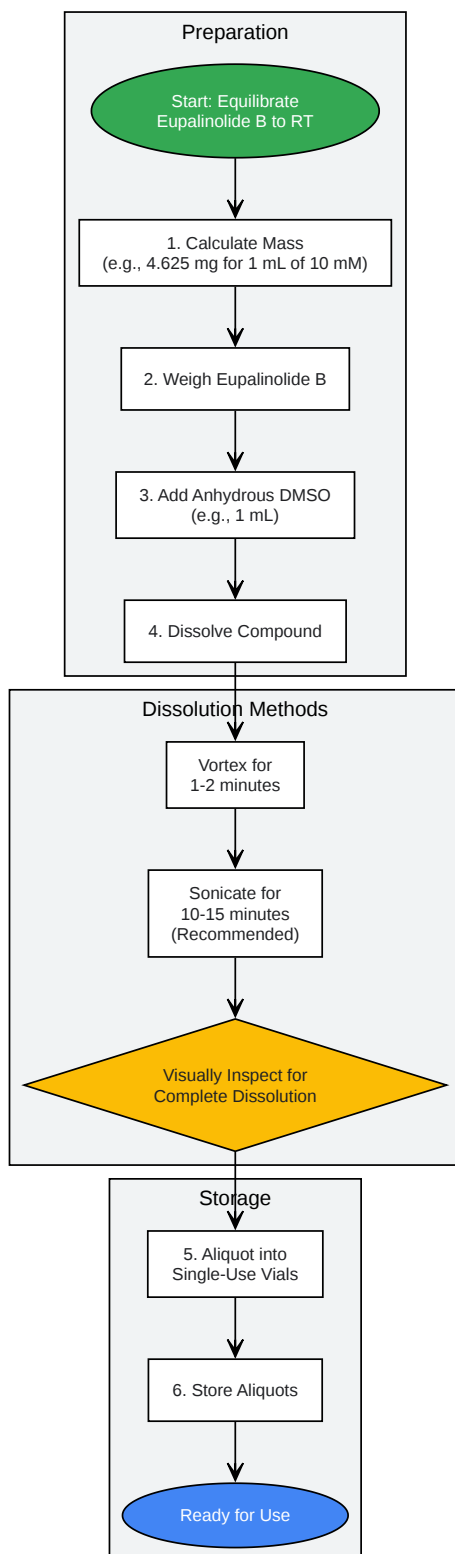 Preparation
Start: Equilibrate
Eupalinolide B to RT
1. Calculate Mass
(e.g., 4.625 mg for 1 mL of 10 mM)
2. Weigh Eupalinolide B
3. Add Anhydrous DMSO
(e.g., 1 mL)
4. Dissolve Compound
Dissolution Methods
Vortex for
1-2 minutes
Sonicate for
10-15 minutes
(Recommended)
Visually Inspect for
Complete Dissolution
Storage
5. Aliquot into
Single-Use Vials
6. Store Aliquots
Ready for Use